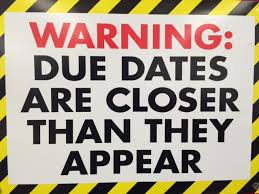 WARNING:
DUE DATES
ARE CLOSER
THAN THEY
APPEAR